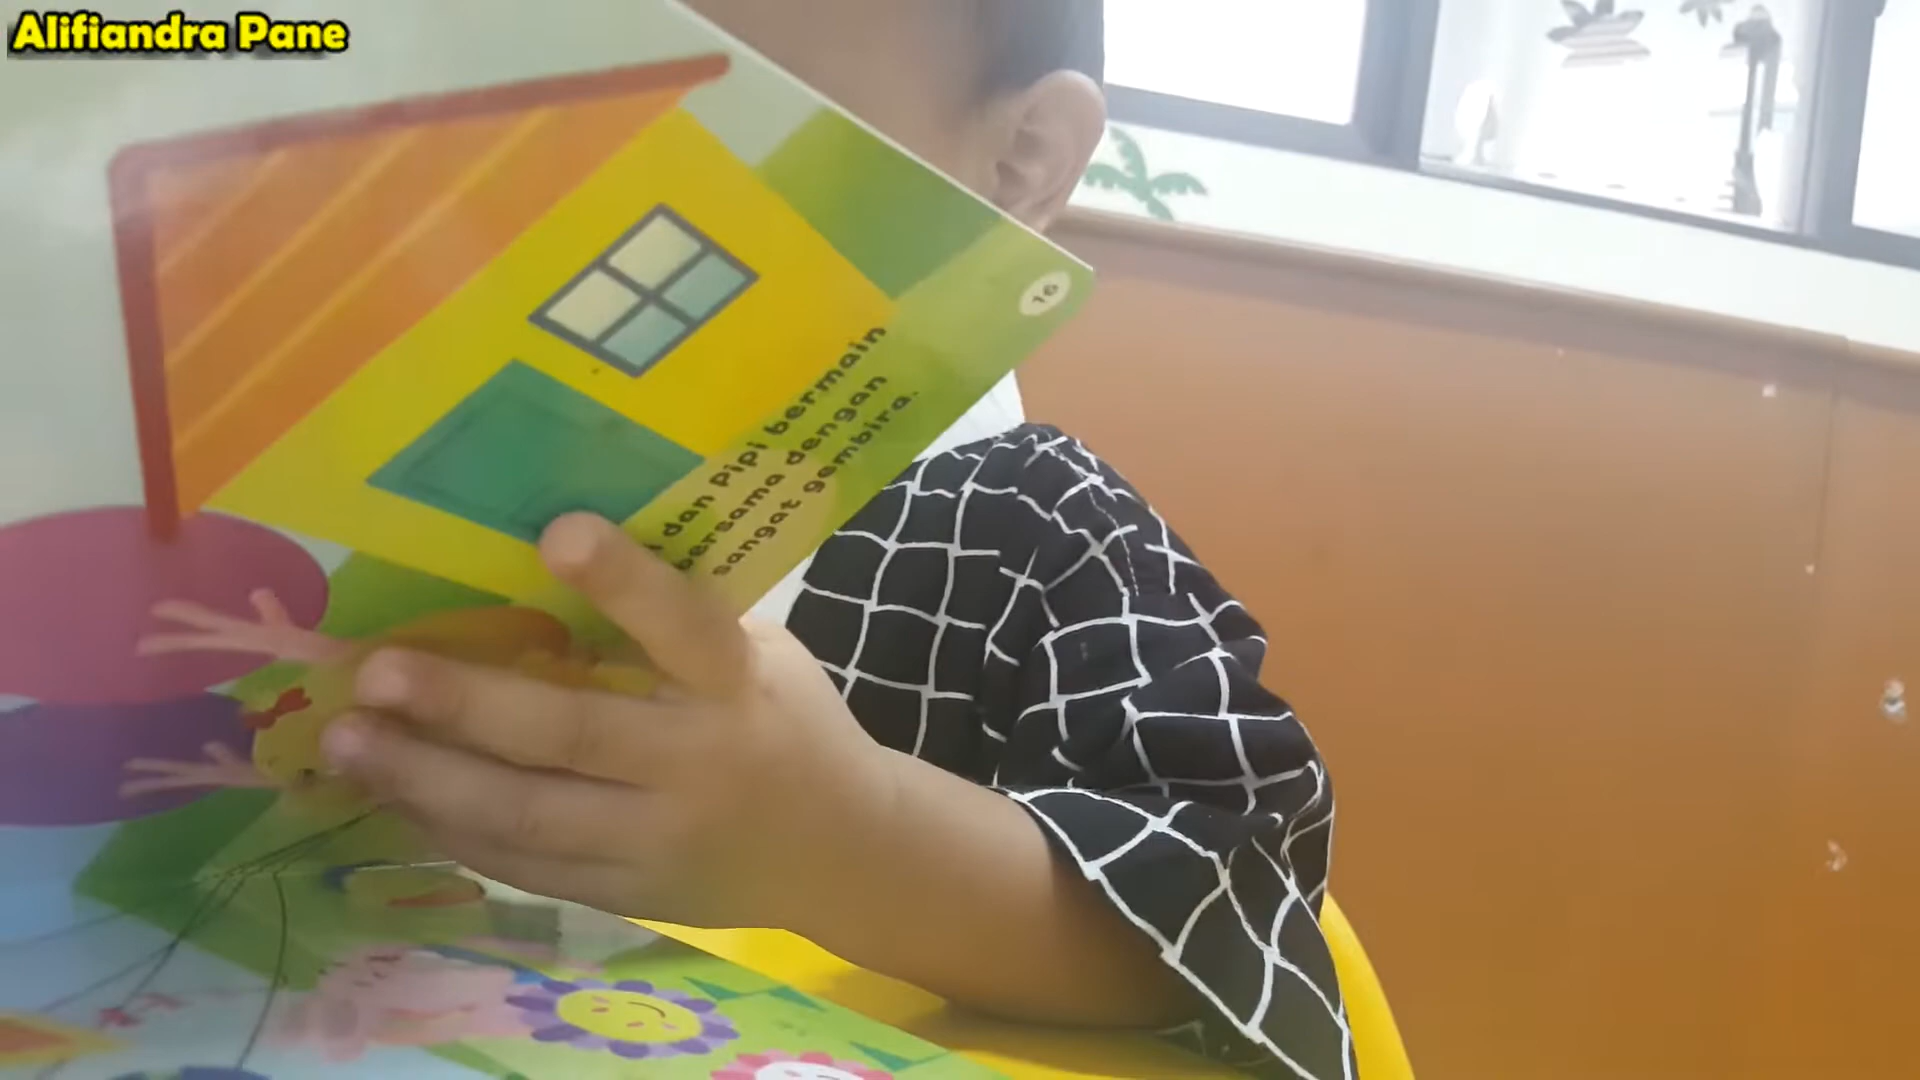 Alifiandra Pane
16
dan Pipi bermain
bersama dengan
sangat gembira.